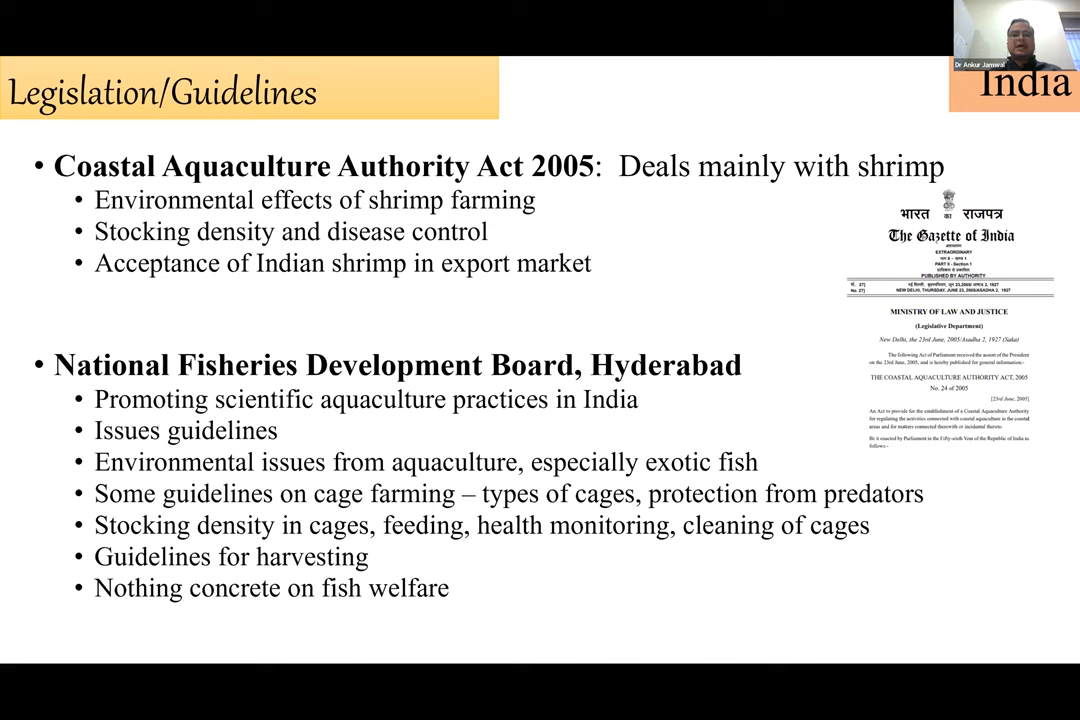 Dr Ankur Jamwal
Legislation/Guidelines
India
• Coastal Aquaculture Authority Act 2005: Deals mainly with shrimp
• Environmental effects of shrimp farming
• Stocking density and disease control
• Acceptance of Indian shrimp in export market
भारत का राजपत्र
The Gazette of India
EXTRAORDINARY
PART II - Section 1
PUBLISHED BY AUTHORITY
No. 27] NEW DELHI, THURSDAY, JUNE 23, 2005/ASADHA 2, 1927
MINISTRY OF LAW AND JUSTICE
(Legislative Department)
New Delhi, the 23rd June, 2005/Asadha 2, 1927 (Saka)
The following Act of Parliament received the assent of the President
on the 23rd June, 2005, and is hereby published for general information:-
THE COASTAL AQUACULTURE AUTHORITY ACT, 2005
No. 24 of 2005
[23rd June, 2005]
An Act to provide for the establishment of a Coastal Aquaculture Authority
for regulating the activities connected with coastal aquaculture in the coastal
areas and for matters connected therewith or incidental thereto.
Be it enacted by Parliament in the Fifty-sixth Year of the Republic of India as
follows:-
• National Fisheries Development Board, Hyderabad
• Promoting scientific aquaculture practices in India
• Issues guidelines
• Environmental issues from aquaculture, especially exotic fish
• Some guidelines on cage farming – types of cages, protection from predators
• Stocking density in cages, feeding, health monitoring, cleaning of cages
• Guidelines for harvesting
• Nothing concrete on fish welfare